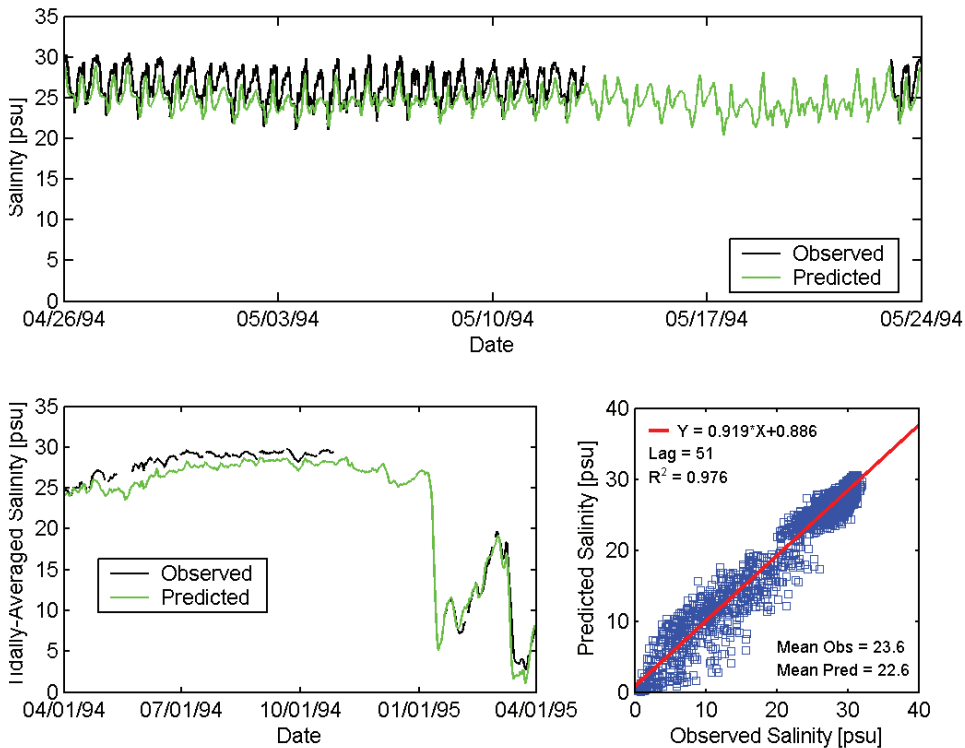 35
30
25
20
15
10
5
0
Salinity [psu]
Observed
Predicted
04/26/94 05/03/94 05/10/94 05/17/94 05/24/94
Date
35
30
25
20
15
10
5
0
Tidally-Averaged Salinity [psu]
Observed
Predicted
04/01/94 07/01/94 10/01/94 01/01/95 04/01/95
Date
40
30
20
10
0
Predicted Salinity [psu]
Y = 0.919*X+0.886
Lag = 51
R² = 0.976
Mean Obs = 23.6
Mean Pred = 22.6
0 10 20 30 40
Observed Salinity [psu]